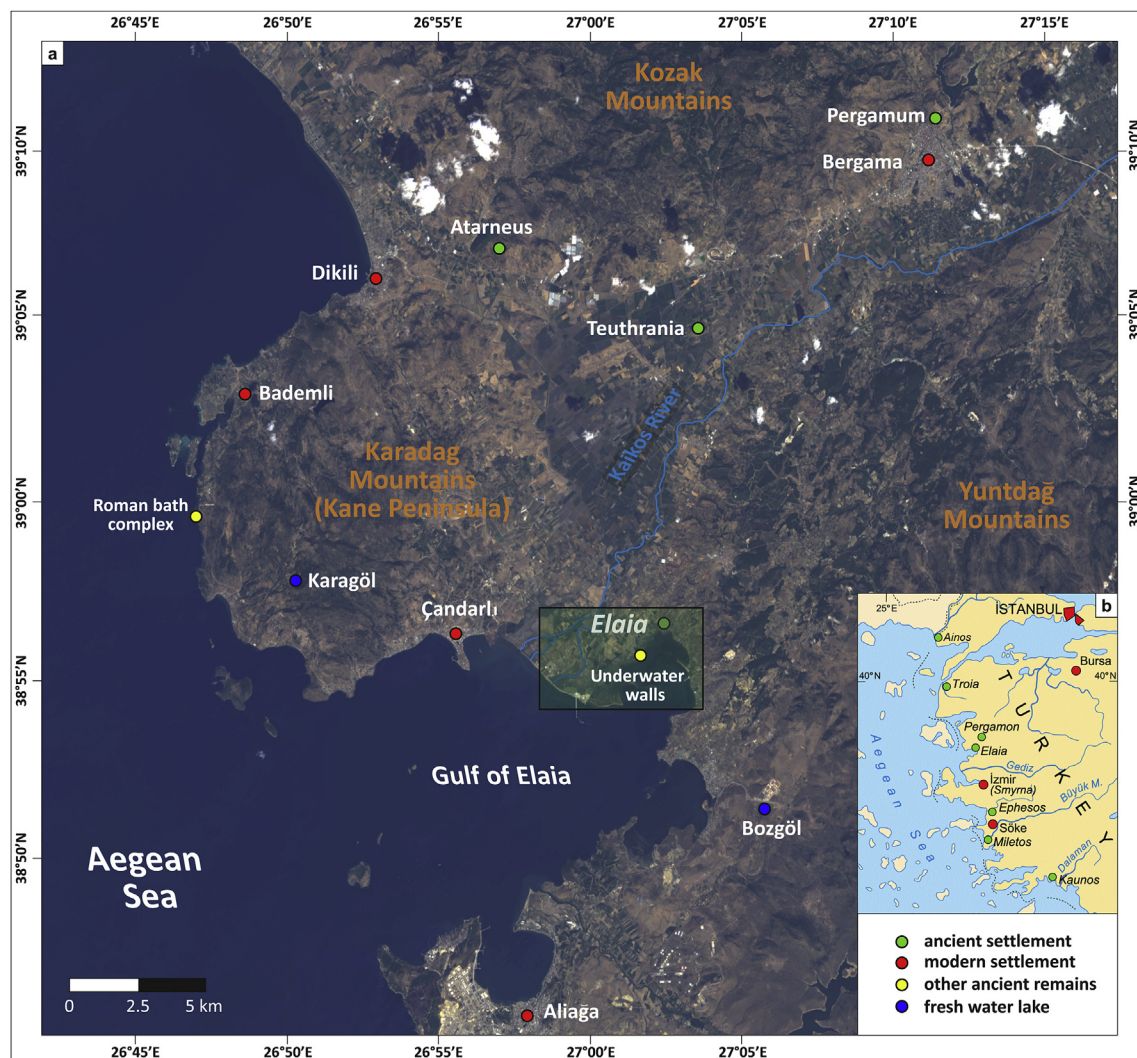 26°45′E 26°50′E 26°55′E 27°00′E 27°05′E 27°10′E 27°15′E
a
Kozak
Mountains
Pergamum
39°10′N 39°10′N
Bergama
Atarneus
Dikili
39°05′N 39°05′N
Teuthrania
Bademli
Kaikos River
Karadag
Mountains
(Kane Peninsula)
Yuntdağ
Mountains
39°00′N 39°00′N
Roman bath
complex
Karagöl
Çandarlı
Elaia
Underwater
walls
38°55′N
Gulf of Elaia
Bozgöl
38°50′N
Aegean
Sea
0 2.5 5 km
Aliağa
26°45′E 26°50′E 26°55′E 27°00′E 27°05′E 27°10′E 27°15′E
b
25°E
İSTANBUL
Ainos
Bursa
40°N 40°N
Troia
TURKEY
Pergamon
Elaia
Aegean Sea
Gediz
İzmir
(Smyrna)
Büyük M.
Ephesos
Söke
Miletos
Dalaman
Kaunos
ancient settlement
modern settlement
other ancient remains
fresh water lake